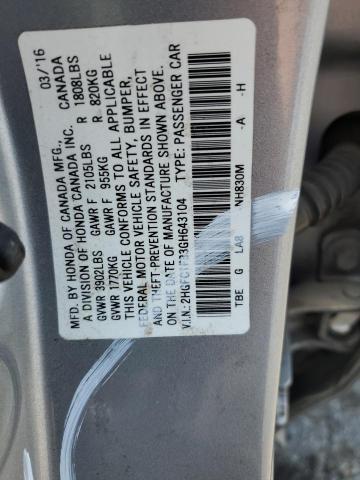 MFD. BY HONDA OF CANADA MFG.
A DIVISION OF HONDA CANADA INC.
03/'16
CANADA
GVWR 3902LBS GAWR F 2105LBS R 1808LBS
GVWR 1770KG GAWR F 955KG R 820KG
THIS VEHICLE CONFORMS TO ALL APPLICABLE
FEDERAL MOTOR VEHICLE SAFETY, BUMPER,
AND THEFT-PREVENTION STANDARDS IN EFFECT
ON THE DATE OF MANUFACTURE SHOWN ABOVE.
V.I.N.: TYPE: PASSENGER CAR
NH830M -A -H
TBE G LA8